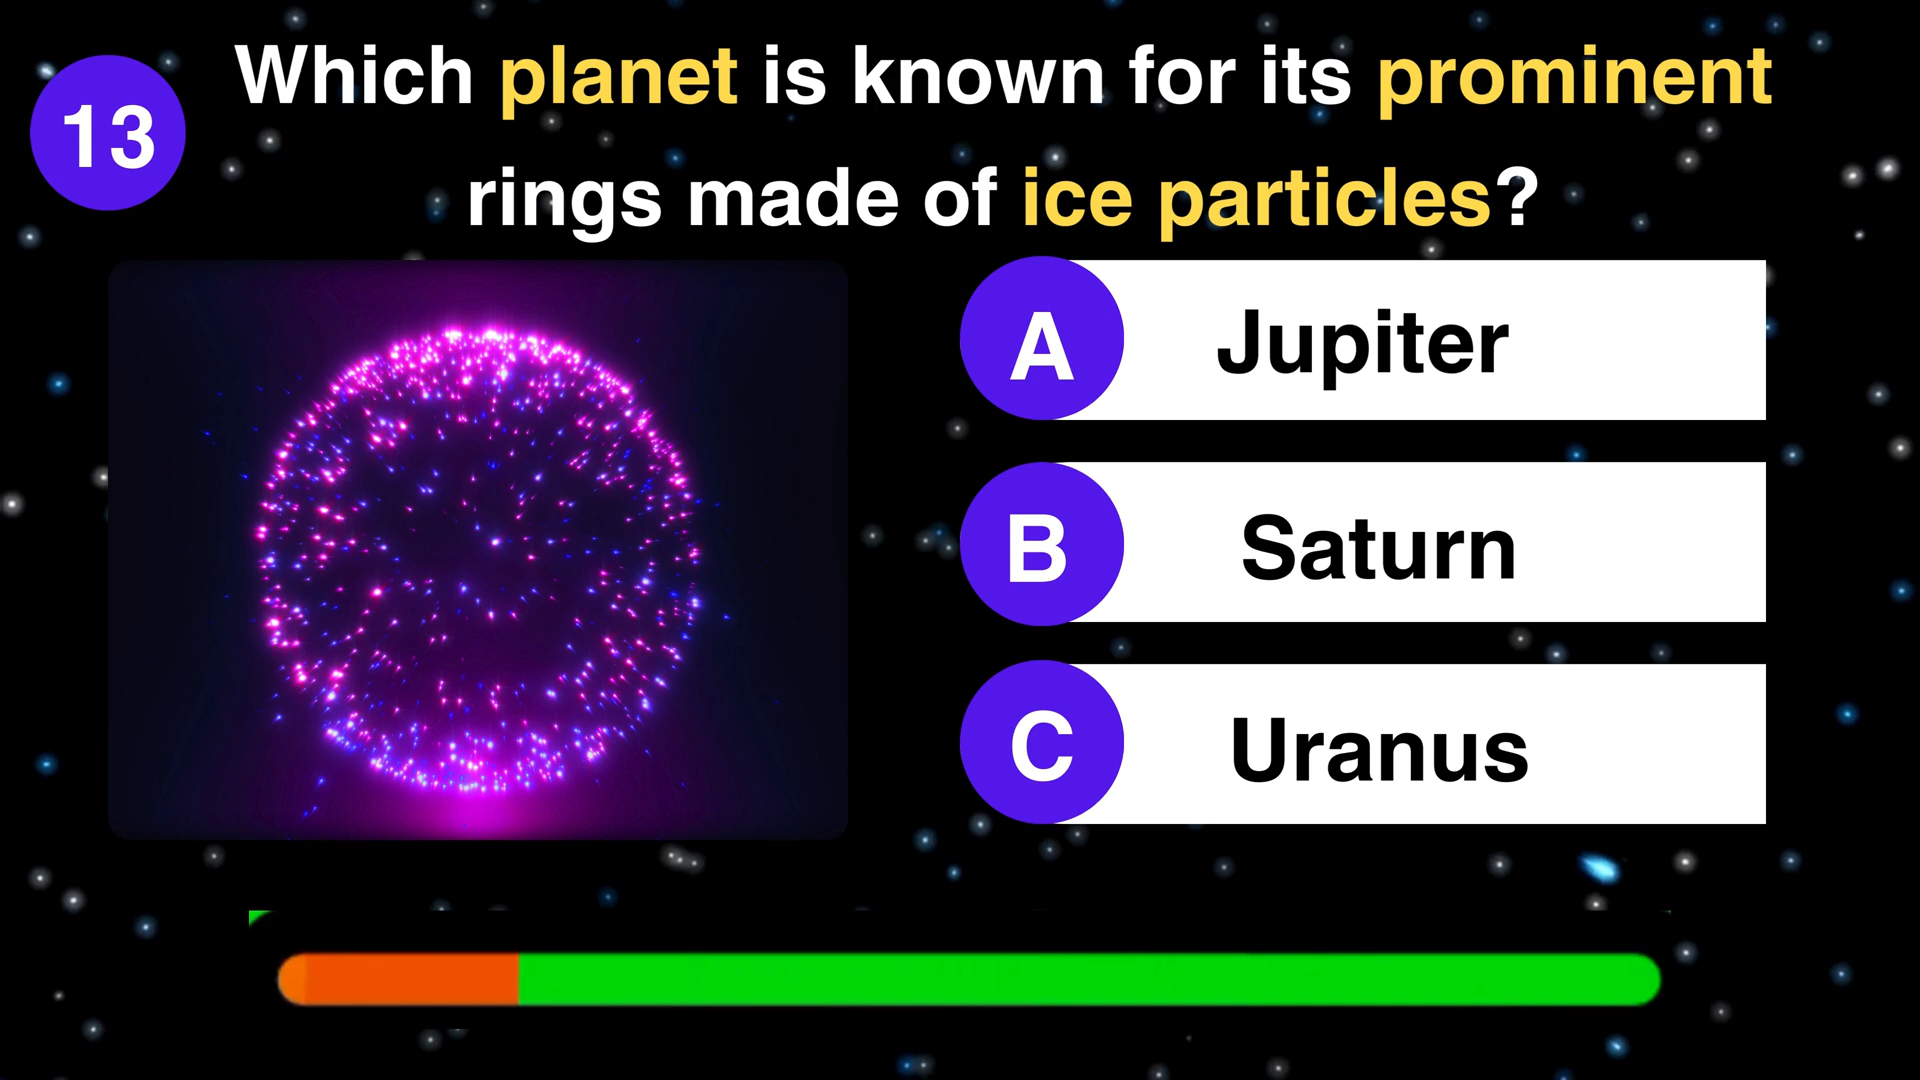 13
Which planet is known for its prominent
rings made of ice particles?
A Jupiter
B Saturn
C Uranus